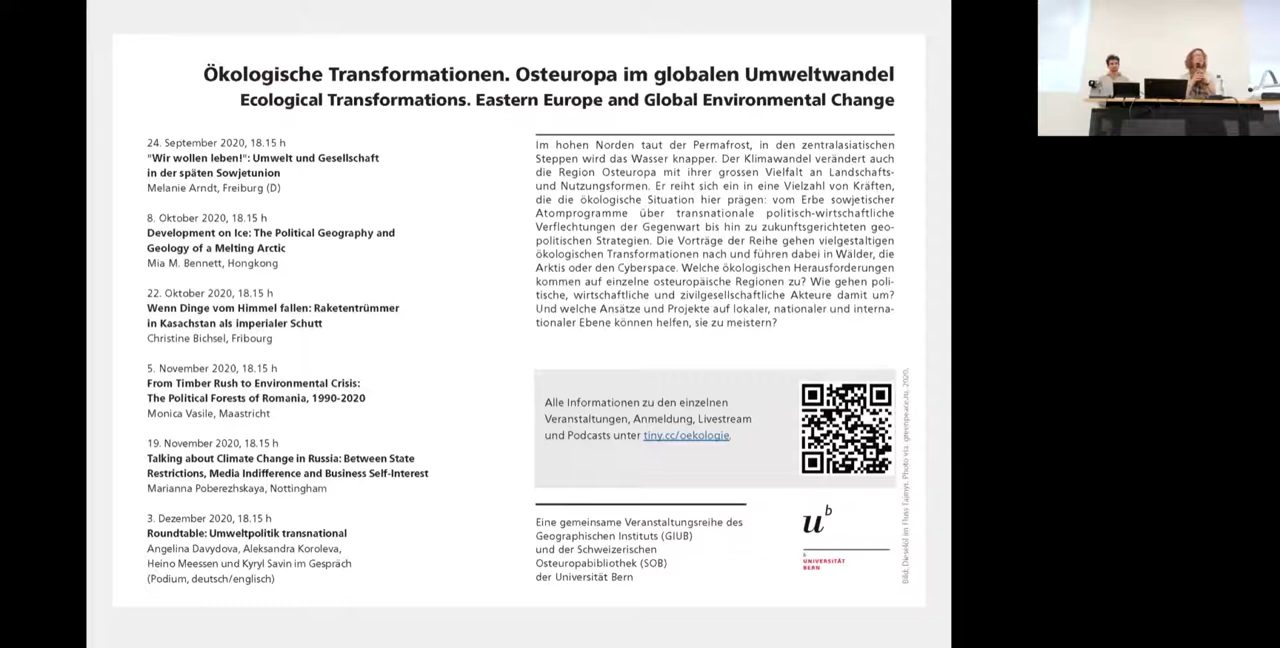 Ökologische Transformationen. Osteuropa im globalen Umweltwandel
Ecological Transformations. Eastern Europe and Global Environmental Change
24. September 2020, 18.15 h
"Wir wollen leben!": Umwelt und Gesellschaft
in der späten Sowjetunion
Melanie Arndt, Freiburg (D)
8. Oktober 2020, 18.15 h
Development on Ice: The Political Geography and
Geology of a Melting Arctic
Mia M. Bennett, Hongkong
22. Oktober 2020, 18.15 h
Wenn Dinge vom Himmel fallen: Raketentrümmer
in Kasachstan als imperialer Schutt
Christine Bichsel, Fribourg
5. November 2020, 18.15 h
From Timber Rush to Environmental Crisis:
The Political Forests of Romania, 1990-2020
Monica Vasile, Maastricht
19. November 2020, 18.15 h
Talking about Climate Change in Russia: Between State
Restrictions, Media Indifference and Business Self-Interest
Marianna Poberezhskaya, Nottingham
3. Dezember 2020, 18.15 h
Roundtable: Umweltpolitik transnational
Angelina Davydova, Aleksandra Koroleva,
Heino Meessen und Kyryl Savin im Gespräch
(Podium, deutsch/englisch)
Im hohen Norden taut der Permafrost, in den zentralasiatischen
Steppen wird das Wasser knapper. Der Klimawandel verändert auch
die Region Osteuropa mit ihrer grossen Vielfalt an Landschafts-
und Nutzungsformen. Er reiht sich ein in eine Vielzahl von Kräften,
die die ökologische Situation hier prägen: vom Erbe sowjetischer
Atomprogramme über transnationale politisch-wirtschaftliche
Verflechtungen der Gegenwart bis hin zu zukunftsgerichteten geo-
politischen Strategien. Die Vorträge der Reihe gehen vielgestaltigen
ökologischen Transformationen nach und führen dabei in Wälder, die
Arktis oder den Cyberspace. Welche ökologischen Herausforderungen
kommen auf einzelne osteuropäische Regionen zu? Wie gehen poli-
tische, wirtschaftliche und zivilgesellschaftliche Akteure damit um?
Und welche Ansätze und Projekte auf lokaler, nationaler und interna-
tionaler Ebene können helfen, sie zu meistern?
Alle Informationen zu den einzelnen
Veranstaltungen, Anmeldung, Livestream
und Podcasts unter tiny.cc/oekologie.
Eine gemeinsame Veranstaltungsreihe des
Geographischen Instituts (GIUB)
und der Schweizerischen
Osteuropabibliothek (SOB)
der Universität Bern
u b
b
UNIVERSITÄT
BERN
Bild: Dieselöl im Fluss Tajmyr. Photo via greenpeace.ru, 2020.